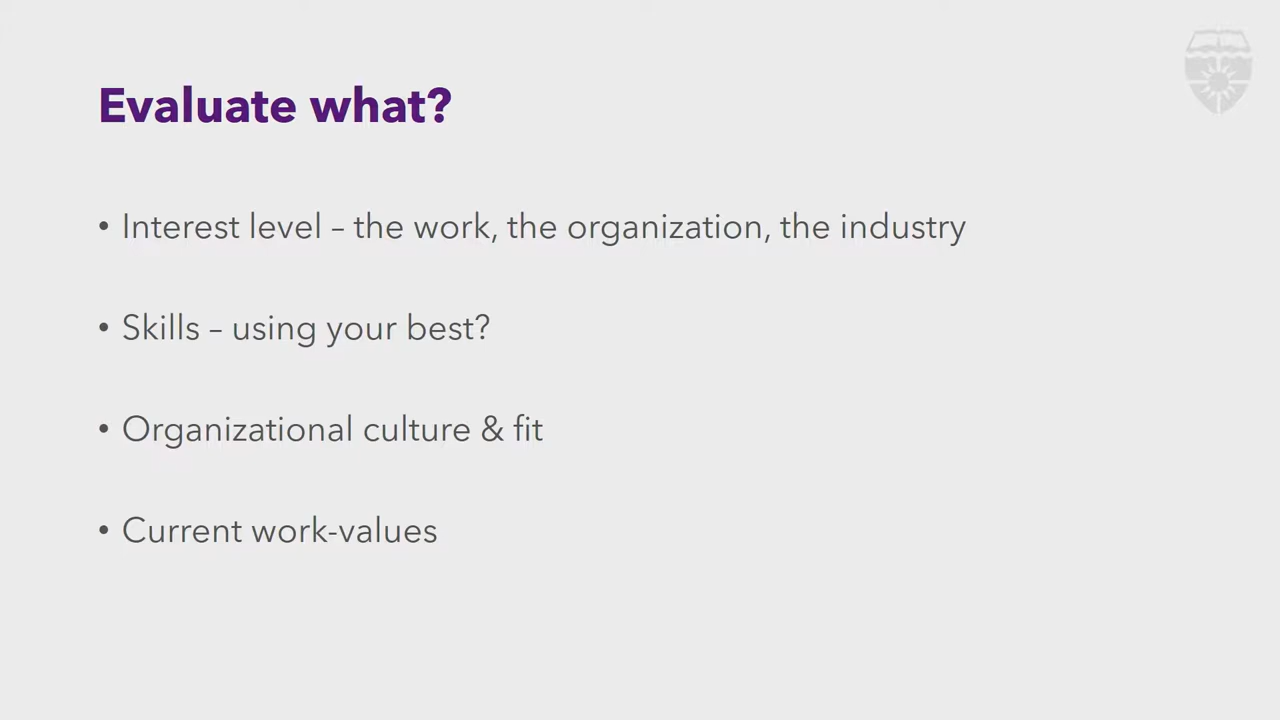 Evaluate what?
• Interest level – the work, the organization, the industry
• Skills – using your best?
• Organizational culture & fit
• Current work-values